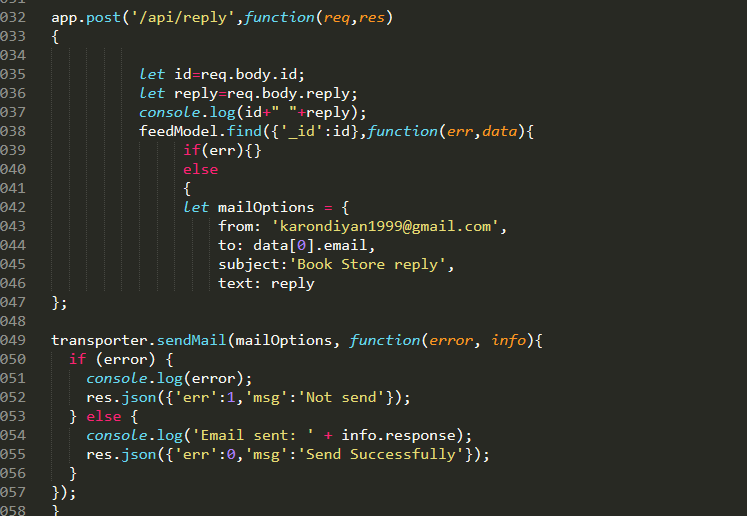 032 app.post('/api/reply',function(req,res)
033 {
034
035 let id=req.body.id;
036 let reply=req.body.reply;
037 console.log(id+" "+reply);
038 feedModel.find({'_id':id},function(err,data){
039 if(err){}
040 else
041 {
042 let mailOptions = {
043 from: 'karondiyan1999@gmail.com',
044 to: data[0].email,
045 subject:'Book Store reply',
046 text: reply
047 };
048
049 transporter.sendMail(mailOptions, function(error, info){
050 if (error) {
051 console.log(error);
052 res.json({'err':1,'msg':'Not send'});
053 } else {
054 console.log('Email sent: ' + info.response);
055 res.json({'err':0,'msg':'Send Successfully'});
056 }
057 });
058 }